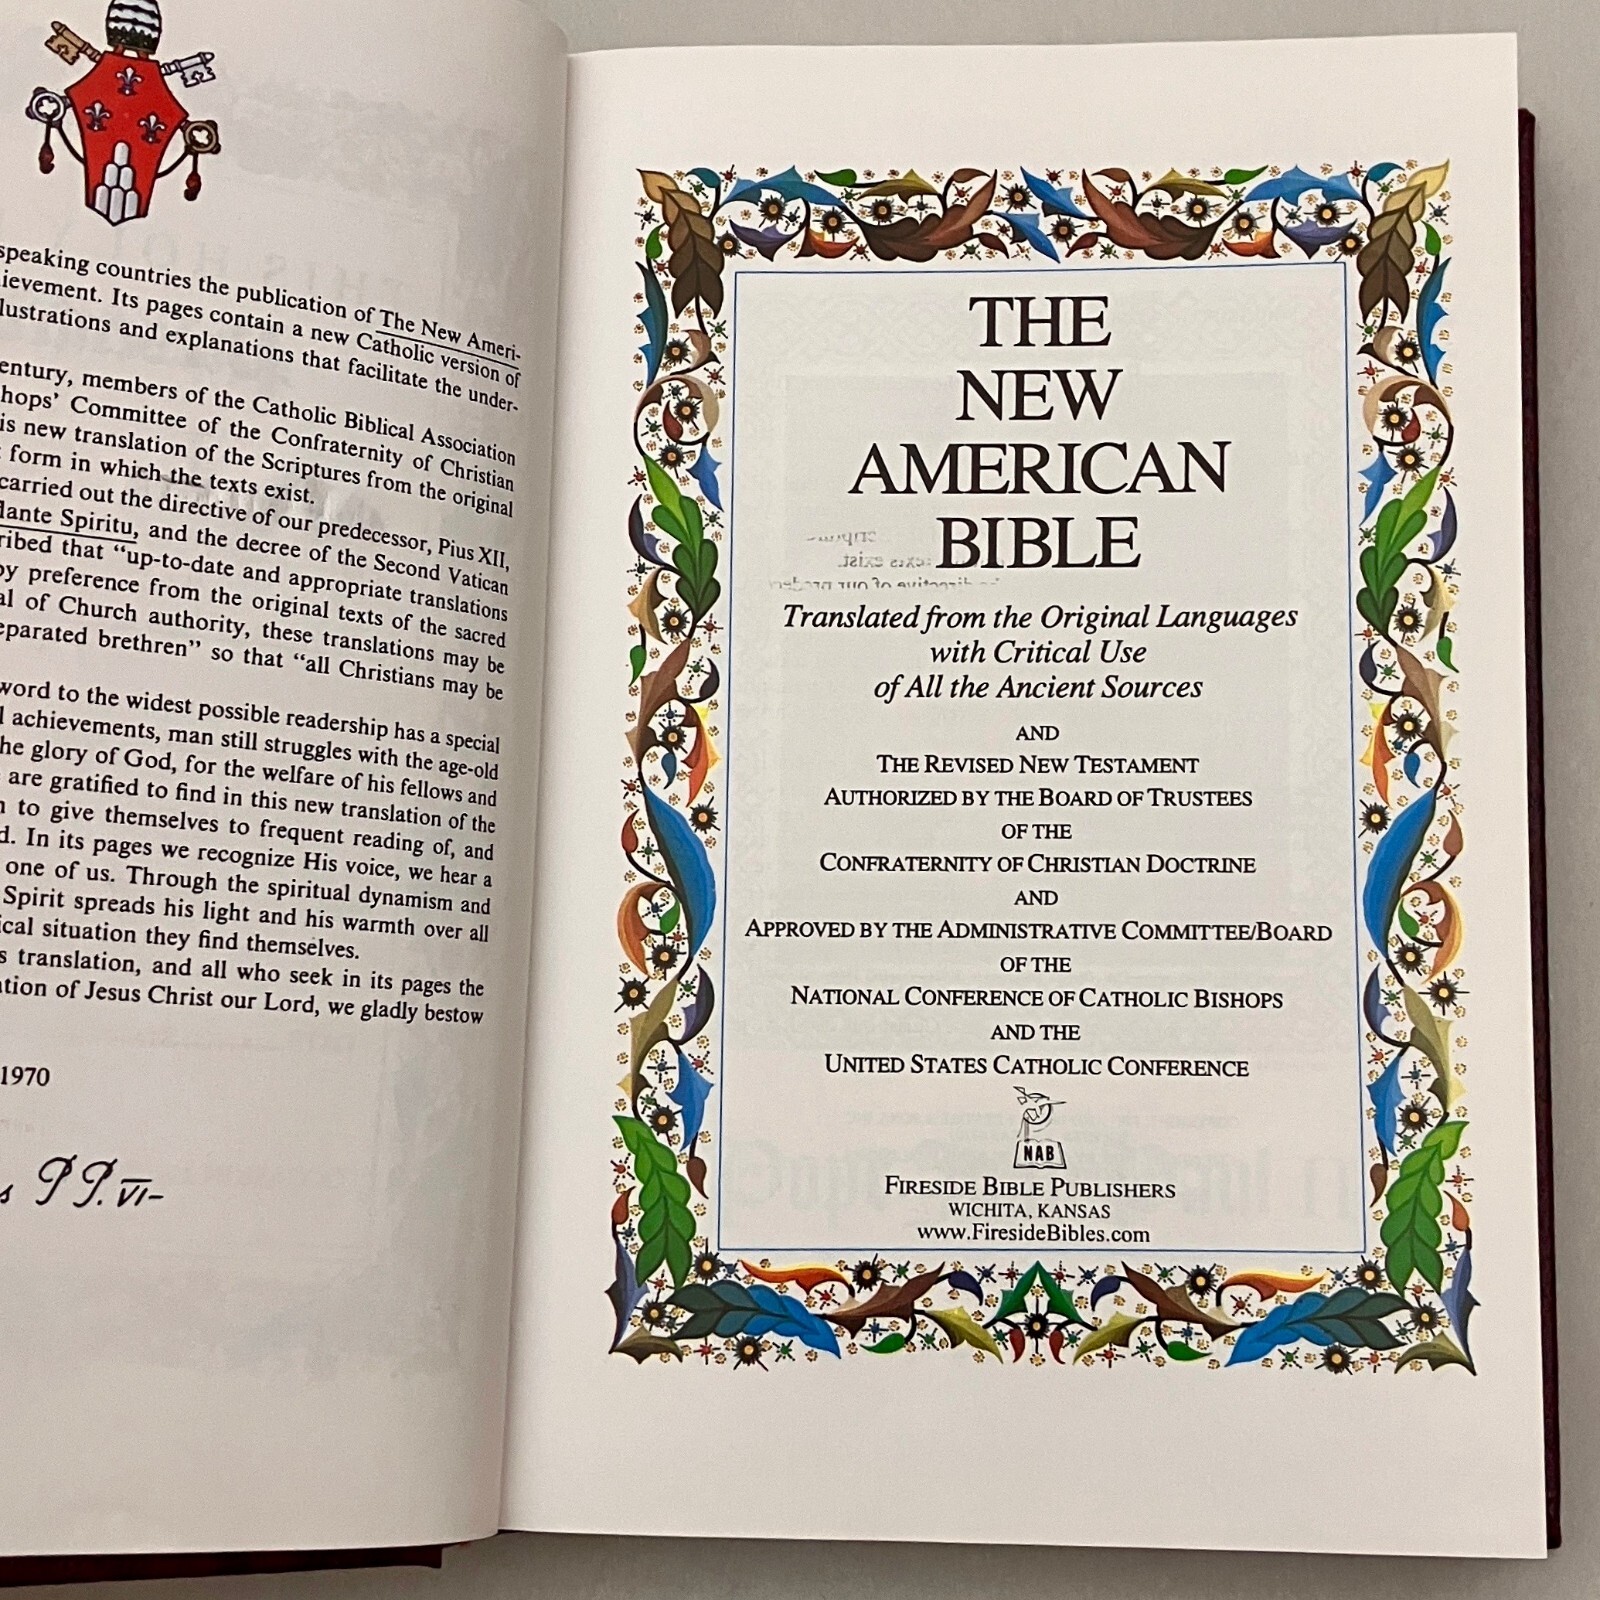 speaking countries the publication of The New Ameri-
ievement. Its pages contain a new Catholic version of
lustrations and explanations that facilitate the under-
entury, members of the Catholic Biblical Association
hops' Committee of the Confraternity of Christian
is new translation of the Scriptures from the original
form in which the texts exist.
carried out the directive of our predecessor, Pius XII,
lante Spiritu, and the decree of the Second Vatican
ribed that "up-to-date and appropriate translations
by preference from the original texts of the sacred
al of Church authority, these translations may be
eparated brethren" so that "all Christians may be
word to the widest possible readership has a special
l achievements, man still struggles with the age-old
he glory of God, for the welfare of his fellows and
are gratified to find in this new translation of the
n to give themselves to frequent reading of, and
d. In its pages we recognize His voice, we hear a
one of us. Through the spiritual dynamism and
Spirit spreads his light and his warmth over all
ical situation they find themselves.
s translation, and all who seek in its pages the
ation of Jesus Christ our Lord, we gladly bestow
1970
s P P. VI-
THE
NEW
AMERICAN
BIBLE
Translated from the Original Languages
with Critical Use
of All the Ancient Sources
AND
THE REVISED NEW TESTAMENT
AUTHORIZED BY THE BOARD OF TRUSTEES
OF THE
CONFRATERNITY OF CHRISTIAN DOCTRINE
AND
APPROVED BY THE ADMINISTRATIVE COMMITTEE/BOARD
OF THE
NATIONAL CONFERENCE OF CATHOLIC BISHOPS
AND THE
UNITED STATES CATHOLIC CONFERENCE
NAB
FIRESIDE BIBLE PUBLISHERS
WICHITA, KANSAS
www.FiresideBibles.com